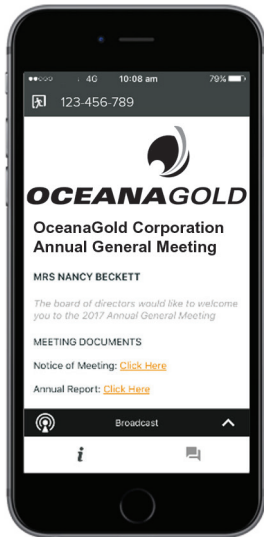 4G 10:08 am 79%
123-456-789
OCEANAGOLD
OceanaGold Corporation
Annual General Meeting
MRS NANCY BECKETT
The board of directors would like to welcome
you to the 2017 Annual General Meeting
MEETING DOCUMENTS
Notice of Meeting: Click Here
Annual Report: Click Here
Broadcast
i